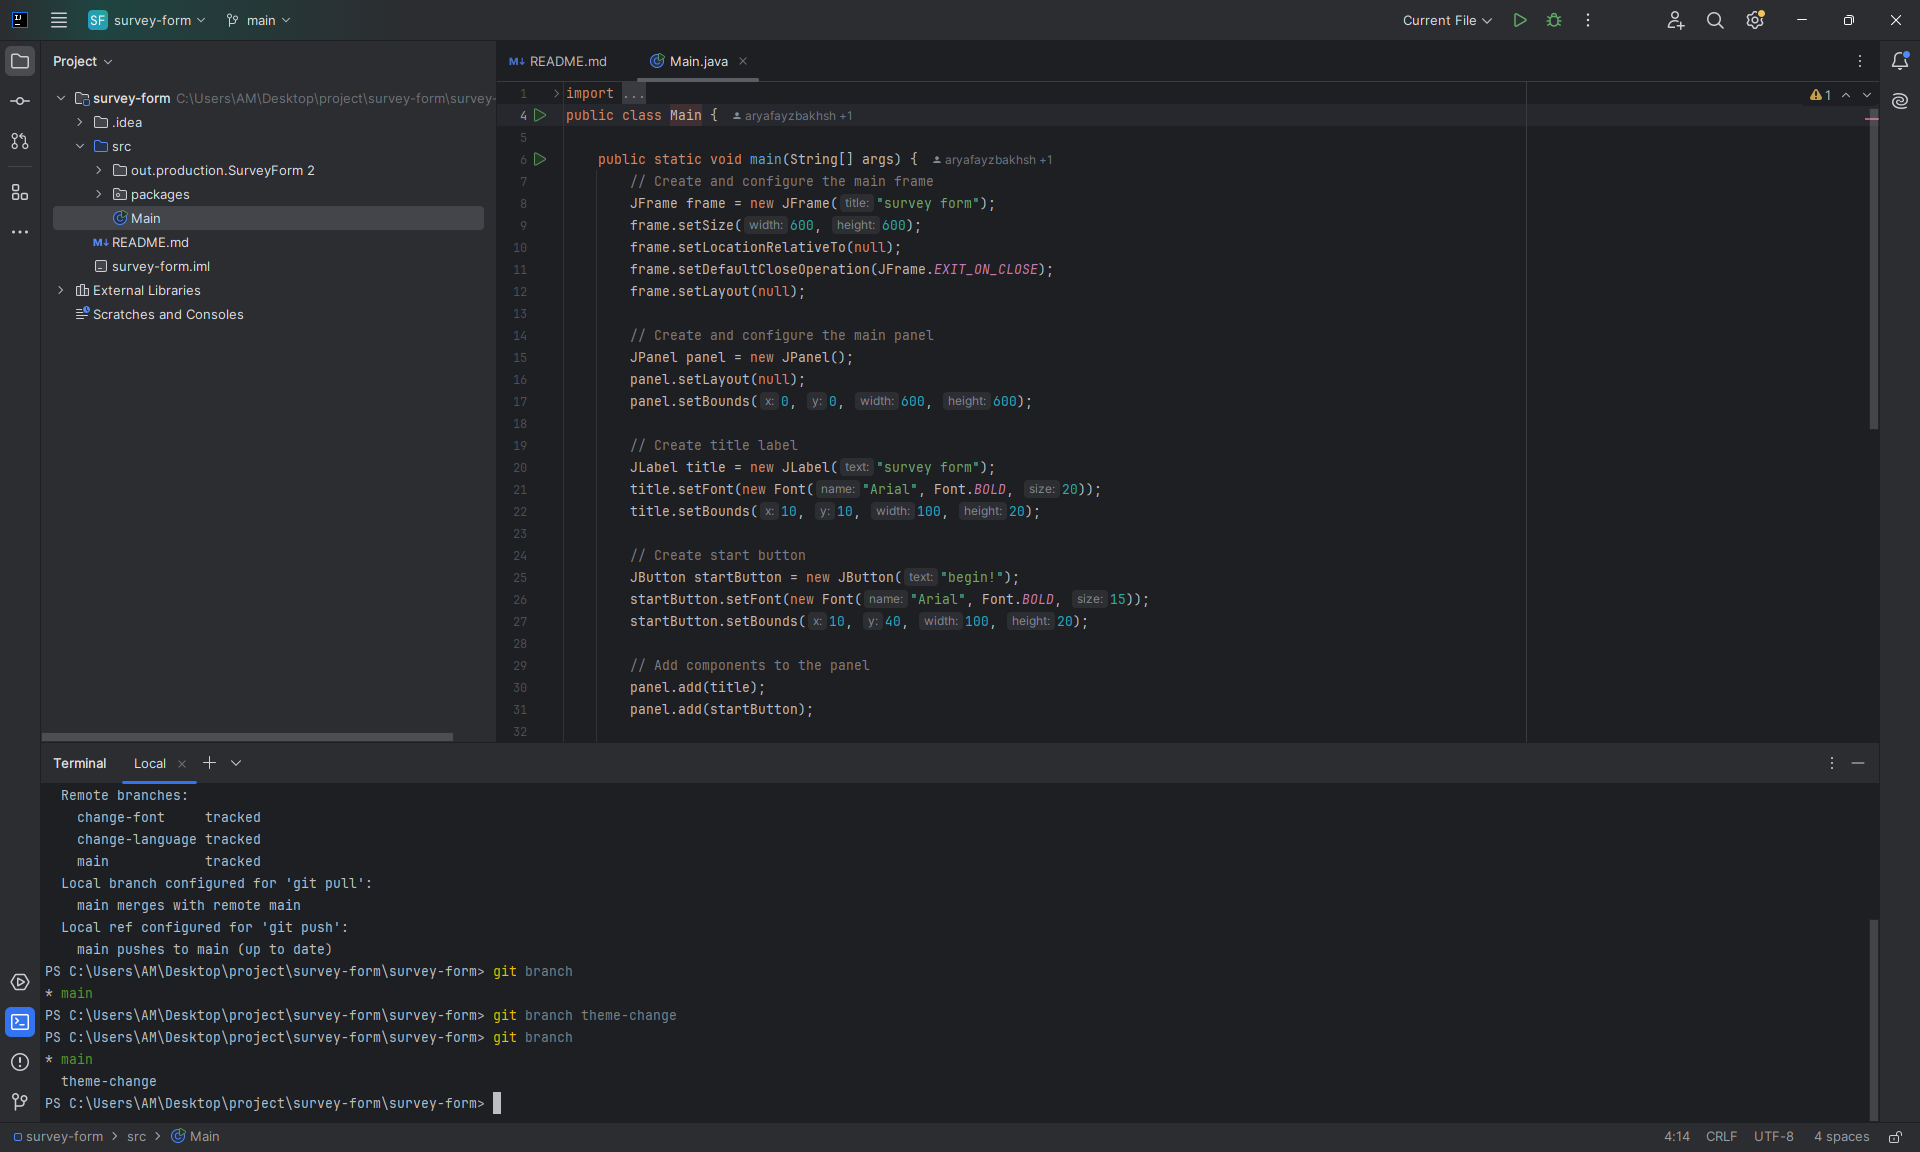 SF survey-form main Current File
Project
README.md Main.java
survey-form C:\Users\AM\Desktop\project\survey-form\survey-
.idea
src
out.production.SurveyForm 2
packages
Main
README.md
survey-form.iml
External Libraries
Scratches and Consoles
1 import ...
4 public class Main { aryafayzbakhsh +1
5
6 public static void main(String[] args) { aryafayzbakhsh +1
7 // Create and configure the main frame
8 JFrame frame = new JFrame( title: "survey form");
9 frame.setSize( width: 600, height: 600);
10 frame.setLocationRelativeTo(null);
11 frame.setDefaultCloseOperation(JFrame.EXIT_ON_CLOSE);
12 frame.setLayout(null);
13
14 // Create and configure the main panel
15 JPanel panel = new JPanel();
16 panel.setLayout(null);
17 panel.setBounds( x: 0, y: 0, width: 600, height: 600);
18
19 // Create title label
20 JLabel title = new JLabel( text: "survey form");
21 title.setFont(new Font( name: "Arial", Font.BOLD, size: 20));
22 title.setBounds( x: 10, y: 10, width: 100, height: 20);
23
24 // Create start button
25 JButton startButton = new JButton( text: "begin!");
26 startButton.setFont(new Font( name: "Arial", Font.BOLD, size: 15));
27 startButton.setBounds( x: 10, y: 40, width: 100, height: 20);
28
29 // Add components to the panel
30 panel.add(title);
31 panel.add(startButton);
32
1
Terminal Local
Remote branches:
change-font tracked
change-language tracked
main tracked
Local branch configured for 'git pull':
main merges with remote main
Local ref configured for 'git push':
main pushes to main (up to date)
PS C:\Users\AM\Desktop\project\survey-form\survey-form> git branch
* main
PS C:\Users\AM\Desktop\project\survey-form\survey-form> git branch theme-change
PS C:\Users\AM\Desktop\project\survey-form\survey-form> git branch
* main
theme-change
PS C:\Users\AM\Desktop\project\survey-form\survey-form>
survey-form > src > Main 4:14 CRLF UTF-8 4 spaces